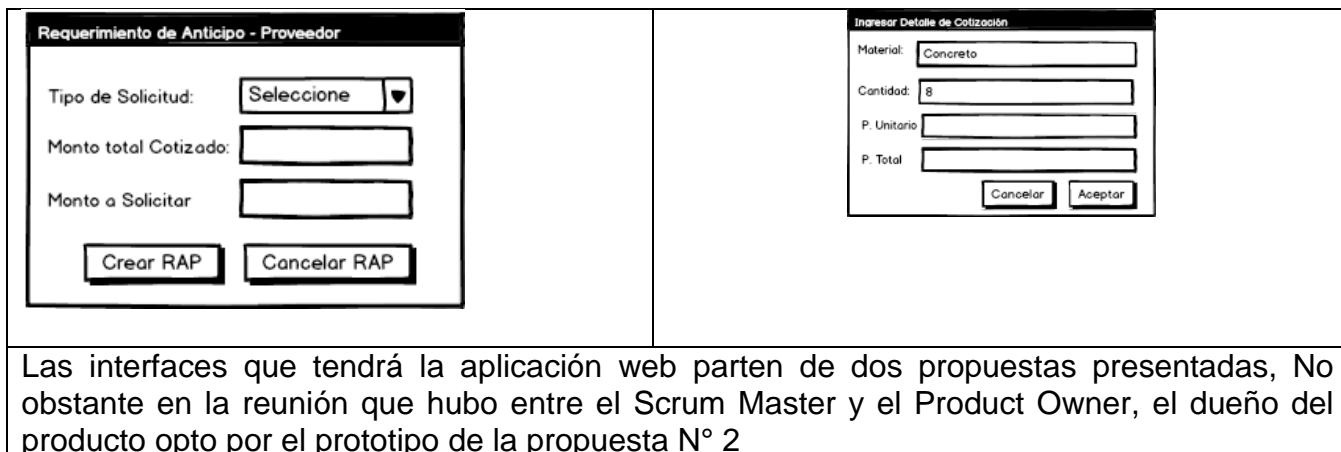 Requerimiento de Anticipo - Proveedor
Tipo de Solicitud: Seleccione
Monto total Cotizado:
Monto a Solicitar
Crear RAP Cancelar RAP
Ingresar Detalle de Cotización
Material: Concreto
Cantidad: 8
P. Unitario
P. Total
Cancelar Aceptar
Las interfaces que tendrá la aplicación web parten de dos propuestas presentadas, No
obstante en la reunión que hubo entre el Scrum Master y el Product Owner, el dueño del
producto opto por el prototipo de la propuesta N° 2